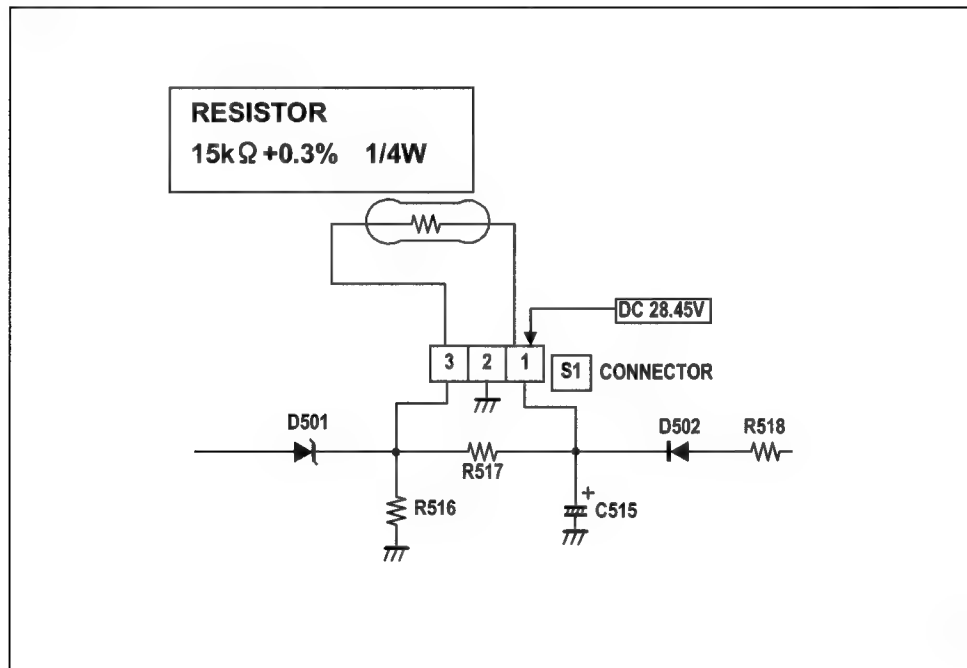 RESISTOR
15kΩ+0.3% 1/4W
DC 28.45V
3 2 1
S1 CONNECTOR
D501
D502
R518
R517
R516
+
C515